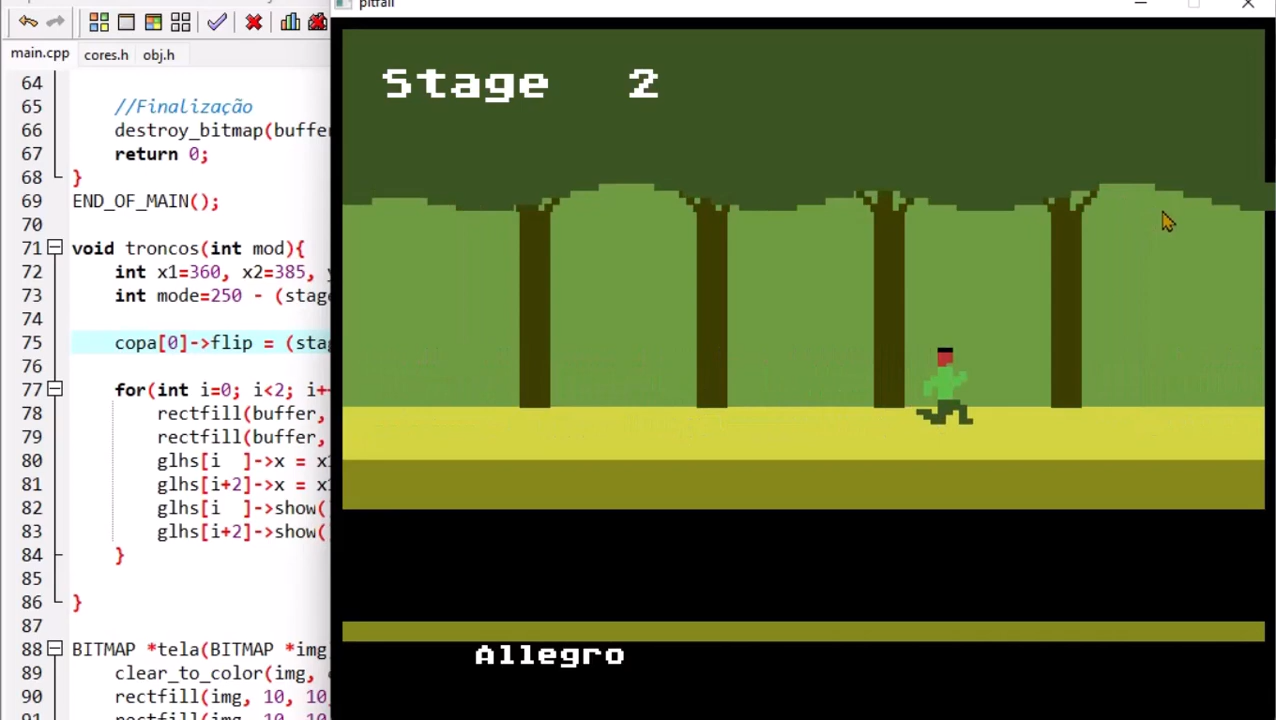 pitfall
main.cpp cores.h obj.h
Stage 2
64
65 //Finalização
66 destroy_bitmap(buffe
67 return 0;
68 }
69 END_OF_MAIN();
70
71 void troncos(int mod){
72 int x1=360, x2=385,
73 int mode=250 - (stag
74
75 copa[0]->flip = (sta
76
77 for(int i=0; i<2; i+
78 rectfill(buffer,
79 rectfill(buffer,
80 glhs[i ]->x = x
81 glhs[i+2]->x = x
82 glhs[i ]->show(
83 glhs[i+2]->show(
84 }
85
86 }
87
88 BITMAP *tela(BITMAP *img
89 clear_to_color(img,
90 rectfill(img, 10, 10
Allegro